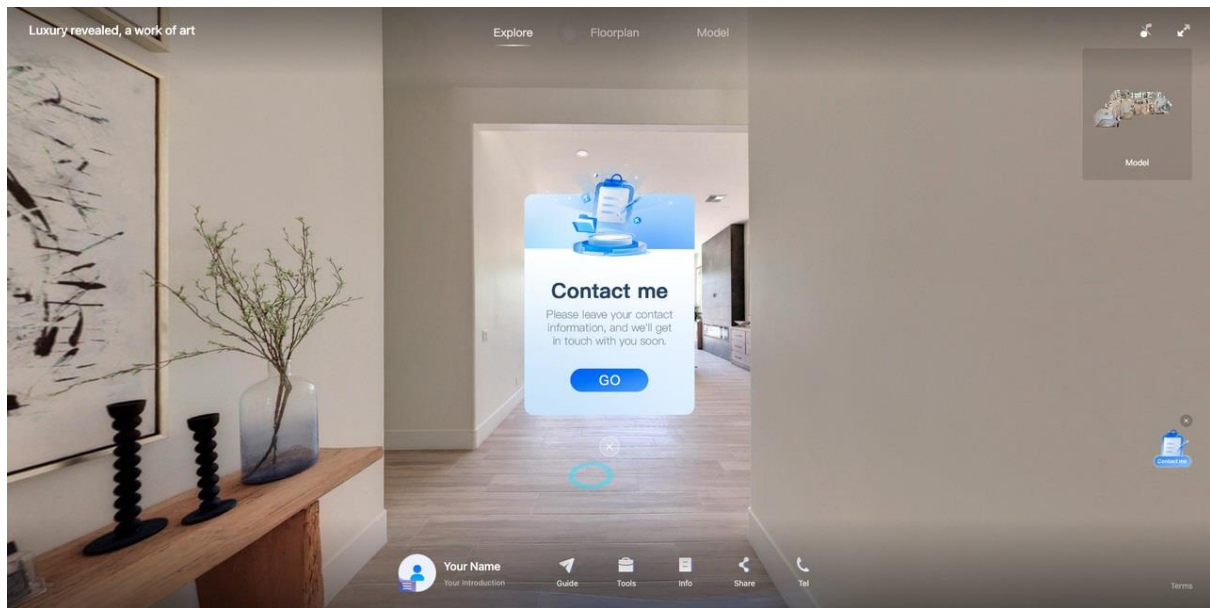 Luxury revealed, a work of art
Explore
Floorplan
Model
Model
Contact me
Please leave your contact
information, and we'll get
in touch with you soon.
GO
Contact me
Your Name
Your Introduction
Guide
Tools
Info
Share
Tel
Terms